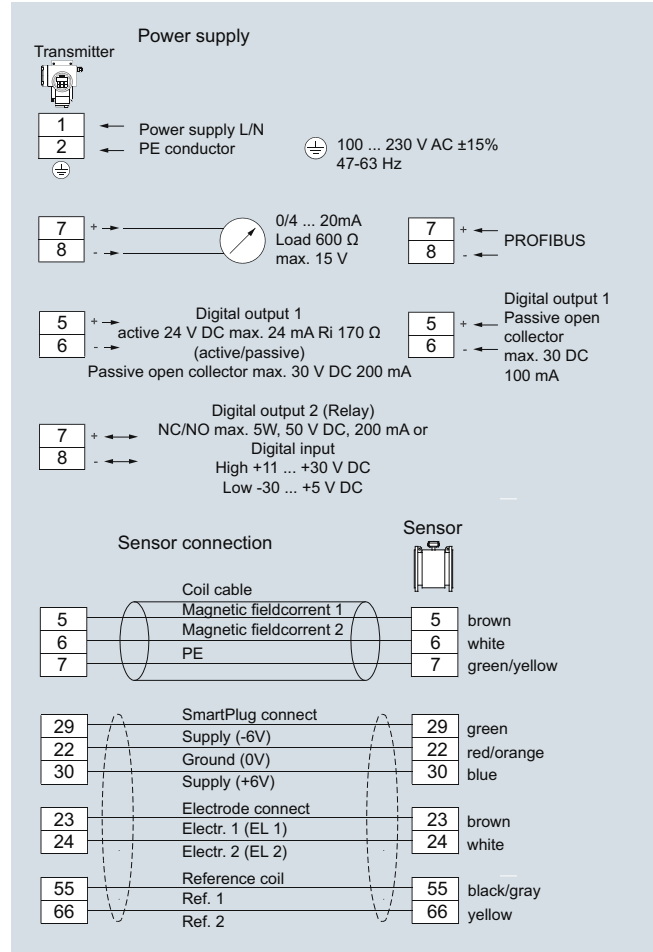 Power supply
Transmitter
1 Power supply L/N
2 PE conductor
100 ... 230 V AC ±15%
47-63 Hz
7 +
8 -
0/4 ... 20mA
Load 600 Ω
max. 15 V
7 +
8 -
PROFIBUS
5 +
6 -
Digital output 1
active 24 V DC max. 24 mA Ri 170 Ω
(active/passive)
Passive open collector max. 30 V DC 200 mA
5 +
6 -
Digital output 1
Passive open
collector
max. 30 DC
100 mA
7 +
8 -
Digital output 2 (Relay)
NC/NO max. 5W, 50 V DC, 200 mA or
Digital input
High +11 ... +30 V DC
Low -30 ... +5 V DC
Sensor connection
Sensor
Coil cable
5 Magnetic fieldcorrent 1 5 brown
6 Magnetic fieldcorrent 2 6 white
7 PE 7 green/yellow
SmartPlug connect
29 Supply (-6V) 29 green
22 Ground (0V) 22 red/orange
30 Supply (+6V) 30 blue
Electrode connect
23 Electr. 1 (EL 1) 23 brown
24 Electr. 2 (EL 2) 24 white
Reference coil
55 Ref. 1 55 black/gray
66 Ref. 2 66 yellow